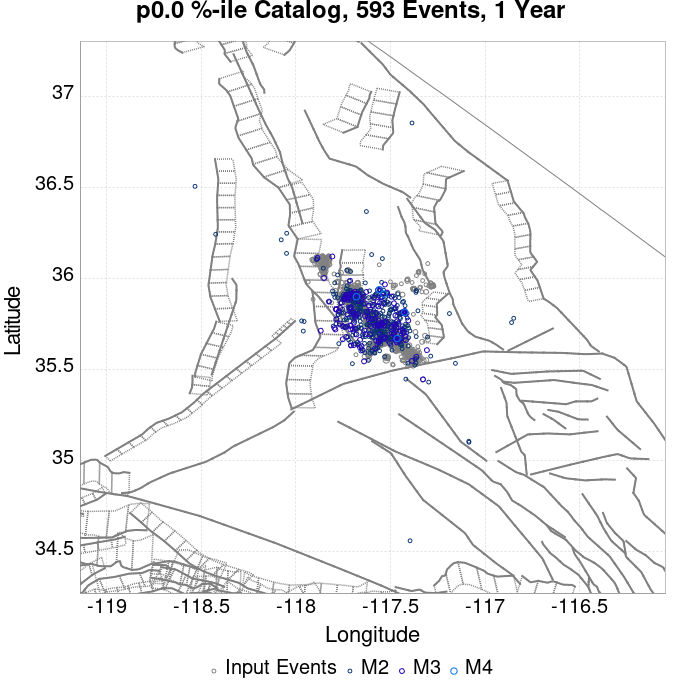 p0.0 %-ile Catalog, 593 Events, 1 Year
37
36.5
36
35.5
35
34.5
Latitude
-119 -118.5 -118 -117.5 -117 -116.5
Longitude
Input Events M2 M3 M4